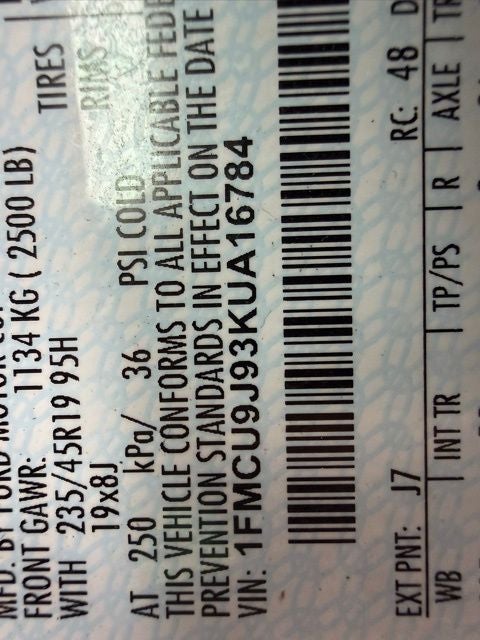 MFD. BY FORD MOTOR CO.
FRONT GAWR: 1134 KG ( 2500 LB)
WITH 235/45R19 95H TIRES
19x8J RIMS
AT 250 kPa/ 36 PSI COLD
THIS VEHICLE CONFORMS TO ALL APPLICABLE FEDE
PREVENTION STANDARDS IN EFFECT ON THE DATE
VIN: 1FMCU9J93KUA16784
EXT PNT: J7 RC: 48 D
WB | INT TR | TP/PS | R | AXLE | TR